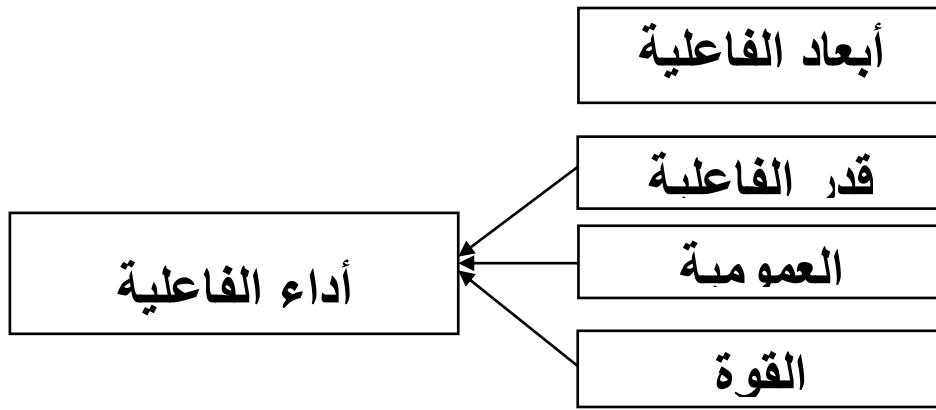 أبعاد الفاعلية
قدر الفاعلية
العمومية
القوة
أداء الفاعلية